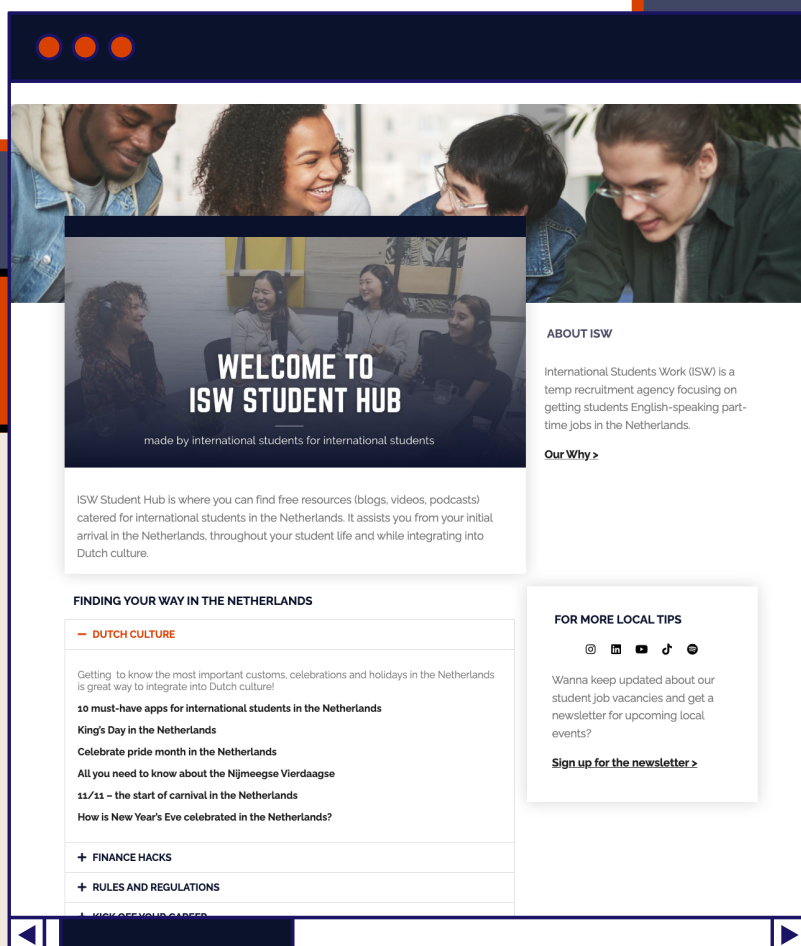 WELCOME TO
ISW STUDENT HUB
made by international students for international students
ISW Student Hub is where you can find free resources (blogs, videos, podcasts)
catered for international students in the Netherlands. It assists you from your initial
arrival in the Netherlands, throughout your student life and while integrating into
Dutch culture.
ABOUT ISW
International Students Work (ISW) is a
temp recruitment agency focusing on
getting students English-speaking part-
time jobs in the Netherlands.
Our Why >
FINDING YOUR WAY IN THE NETHERLANDS
— DUTCH CULTURE
Getting to know the most important customs, celebrations and holidays in the Netherlands
is great way to integrate into Dutch culture!
10 must-have apps for international students in the Netherlands
King's Day in the Netherlands
Celebrate pride month in the Netherlands
All you need to know about the Nijmeegse Vierdaagse
11/11 – the start of carnival in the Netherlands
How is New Year's Eve celebrated in the Netherlands?
+ FINANCE HACKS
+ RULES AND REGULATIONS
+ KICK OFF YOUR CAREER
FOR MORE LOCAL TIPS
Wanna keep updated about our
student job vacancies and get a
newsletter for upcoming local
events?
Sign up for the newsletter >